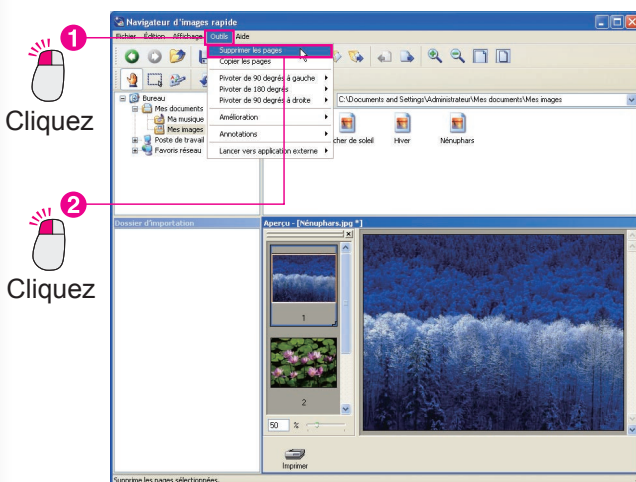 Navigateur d'images rapide
Fichier Édition Affichage Outils Aide
1
Supprimer les pages
Copier les pages
Pivoter de 90 degrés à gauche
Pivoter de 180 degrés
Pivoter de 90 degrés à droite
Amélioration
Annotations
Lancer vers application externe
Cliquez
Bureau
Mes documents
Ma musique
Mes images
Poste de travail
Favoris réseau
C:\Documents and Settings\Administrateur\Mes documents\Mes images
cher de soleil
Hiver
Nénuphars
2
Cliquez
Dossier d'importation
Aperçu - [Nénuphars.jpg *]
1
2
50 %
Imprimer
Supprime les pages sélectionnées.